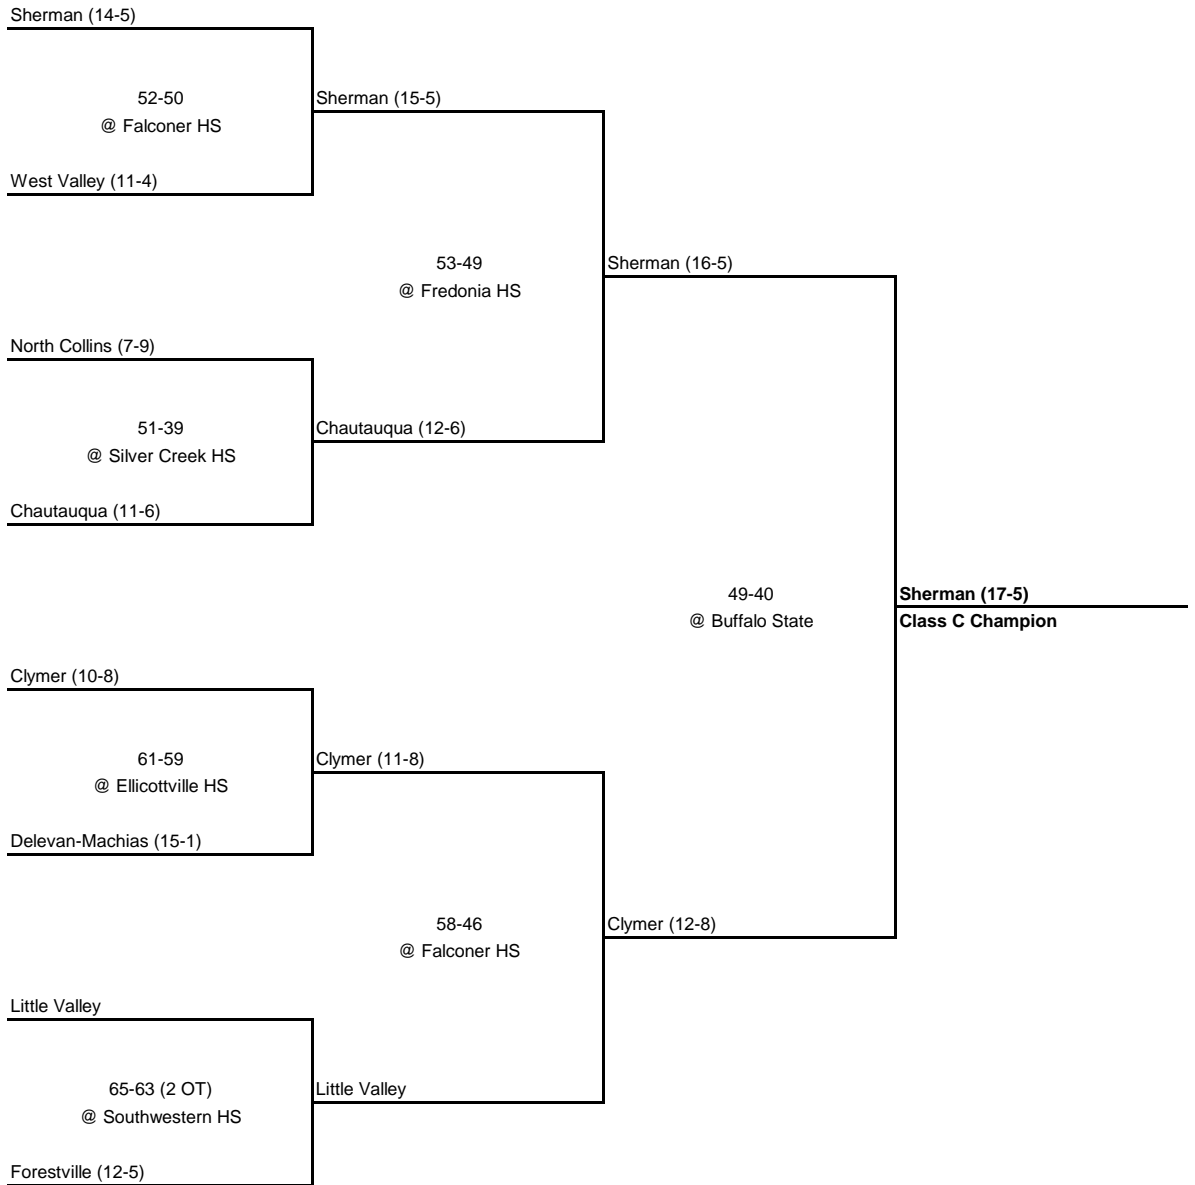 Sherman (14-5)
52-50
@ Falconer HS
Sherman (15-5)
West Valley (11-4)
53-49
@ Fredonia HS
Sherman (16-5)
North Collins (7-9)
51-39
@ Silver Creek HS
Chautauqua (12-6)
Chautauqua (11-6)
49-40
@ Buffalo State
Sherman (17-5)
Class C Champion
Clymer (10-8)
61-59
@ Ellicottville HS
Clymer (11-8)
Delevan-Machias (15-1)
58-46
@ Falconer HS
Clymer (12-8)
Little Valley
65-63 (2 OT)
@ Southwestern HS
Little Valley
Forestville (12-5)